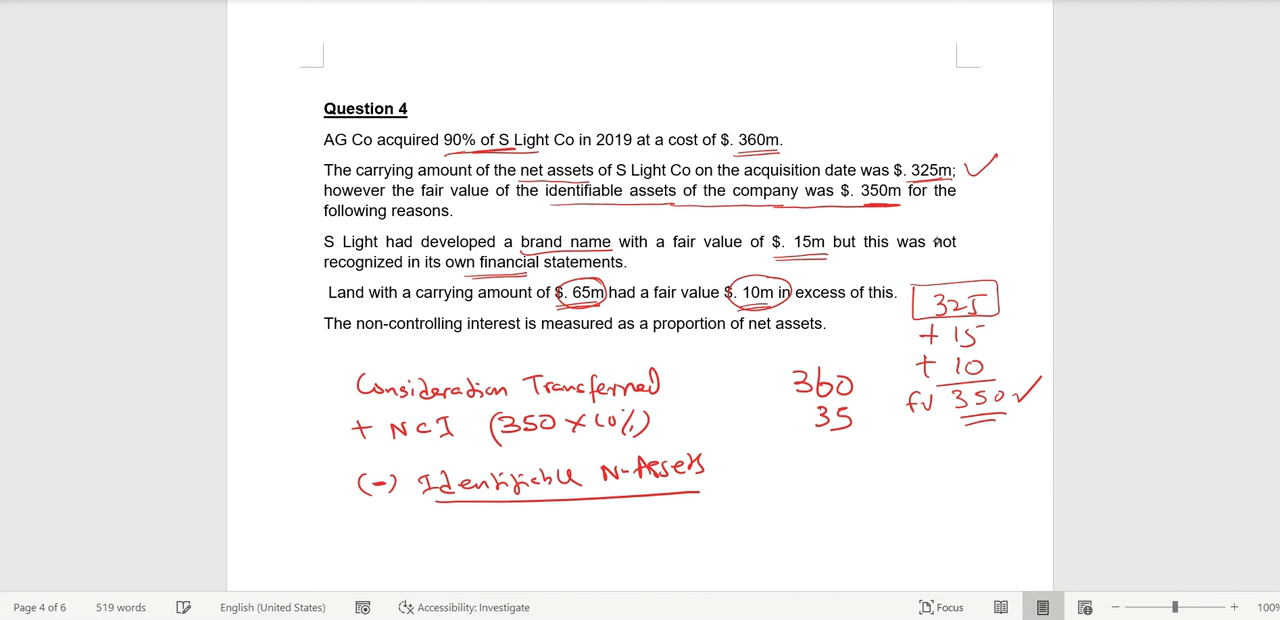 Question 4
AG Co acquired 90% of S Light Co in 2019 at a cost of $. 360m.
The carrying amount of the net assets of S Light Co on the acquisition date was $. 325m;
however the fair value of the identifiable assets of the company was $. 350m for the
following reasons.
S Light had developed a brand name with a fair value of $. 15m but this was not
recognized in its own financial statements.
Land with a carrying amount of $. 65m had a fair value $. 10m in excess of this.
The non-controlling interest is measured as a proportion of net assets.
325
+ 15
+ 10
fv 350 ✓
Consideration Transferred 360
+ NCI (350 × 10%) 35
(-) Identifiable N-Assets
Page 4 of 6 519 words English (United States) Accessibility: Investigate Focus 100%